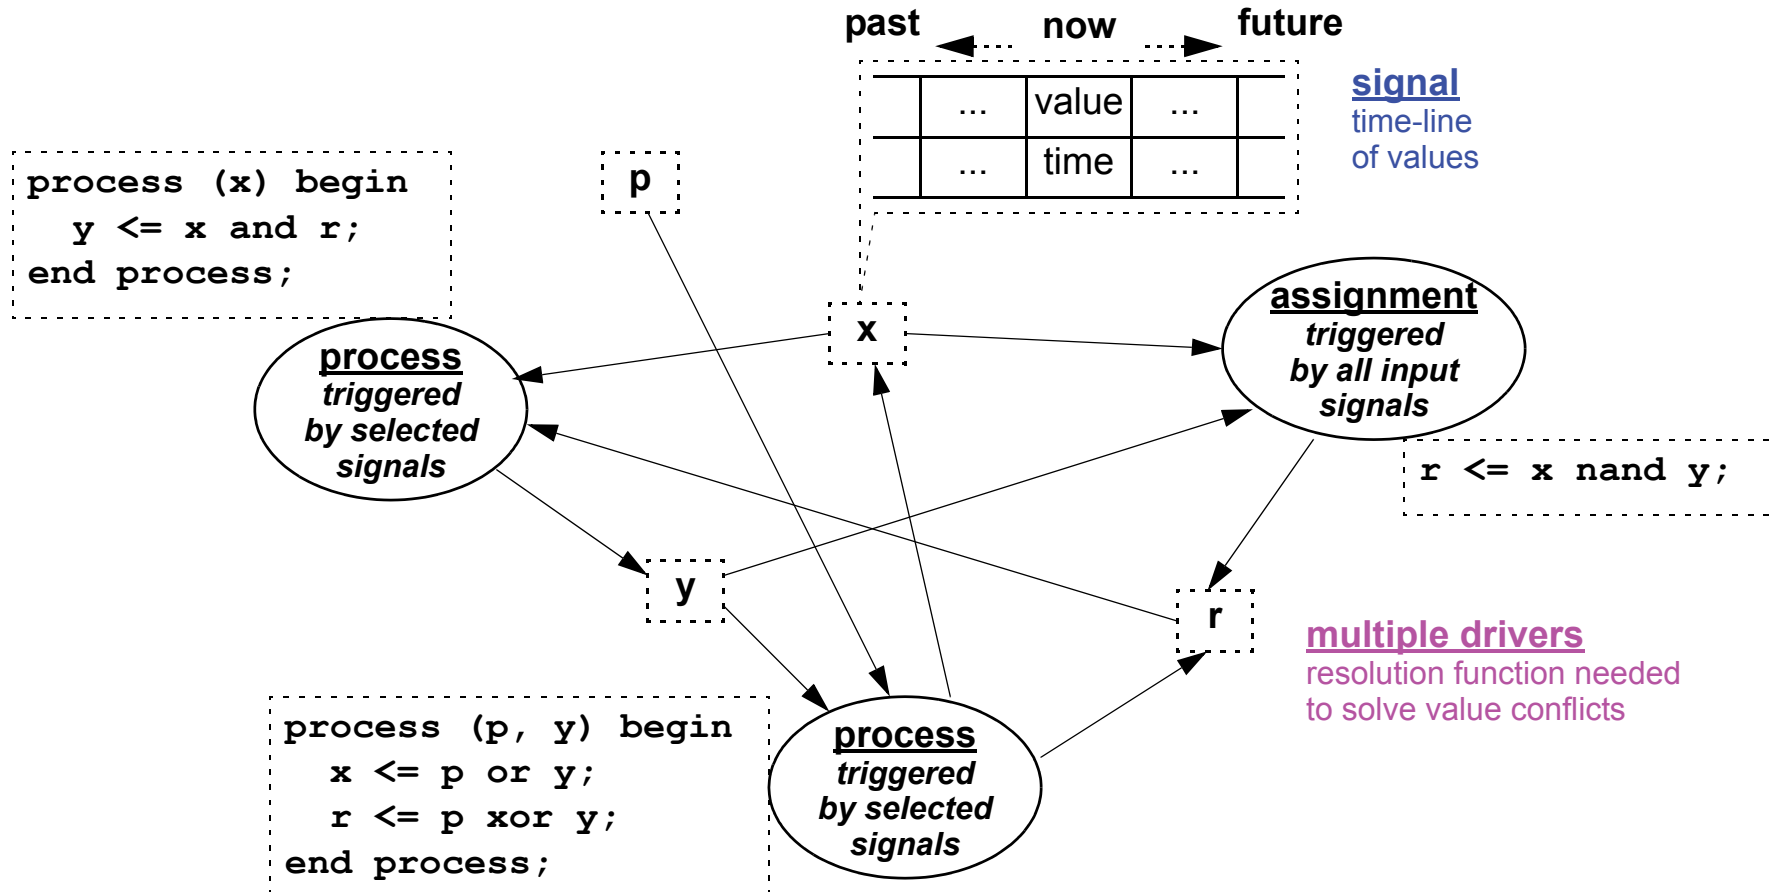 past now future
... value ...
... time ...
signal
time-line
of values
process (x) begin
  y <= x and r;
end process;
p
x
assignment
triggered
by all input
signals
process
triggered
by selected
signals
r <= x nand y;
y
r
multiple drivers
resolution function needed
to solve value conflicts
process (p, y) begin
  x <= p or y;
  r <= p xor y;
end process;
process
triggered
by selected
signals